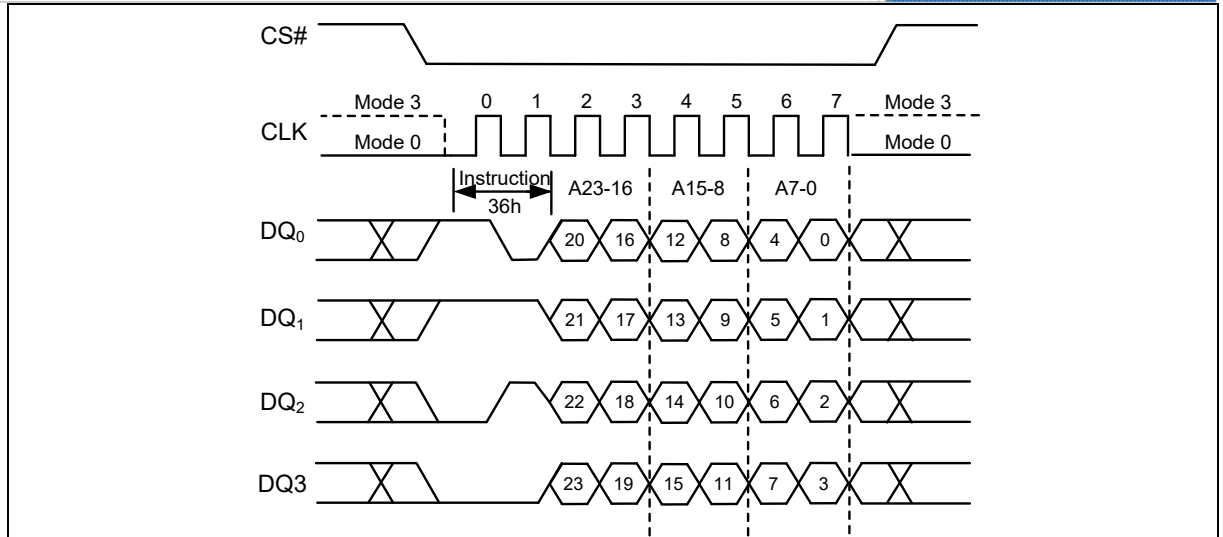 CS#
Mode 3 0 1 2 3 4 5 6 7 Mode 3
CLK
Mode 0 Mode 0
Instruction A23-16 A15-8 A7-0
36h
DQ0 20 16 12 8 4 0
DQ1 21 17 13 9 5 1
DQ2 22 18 14 10 6 2
DQ3 23 19 15 11 7 3